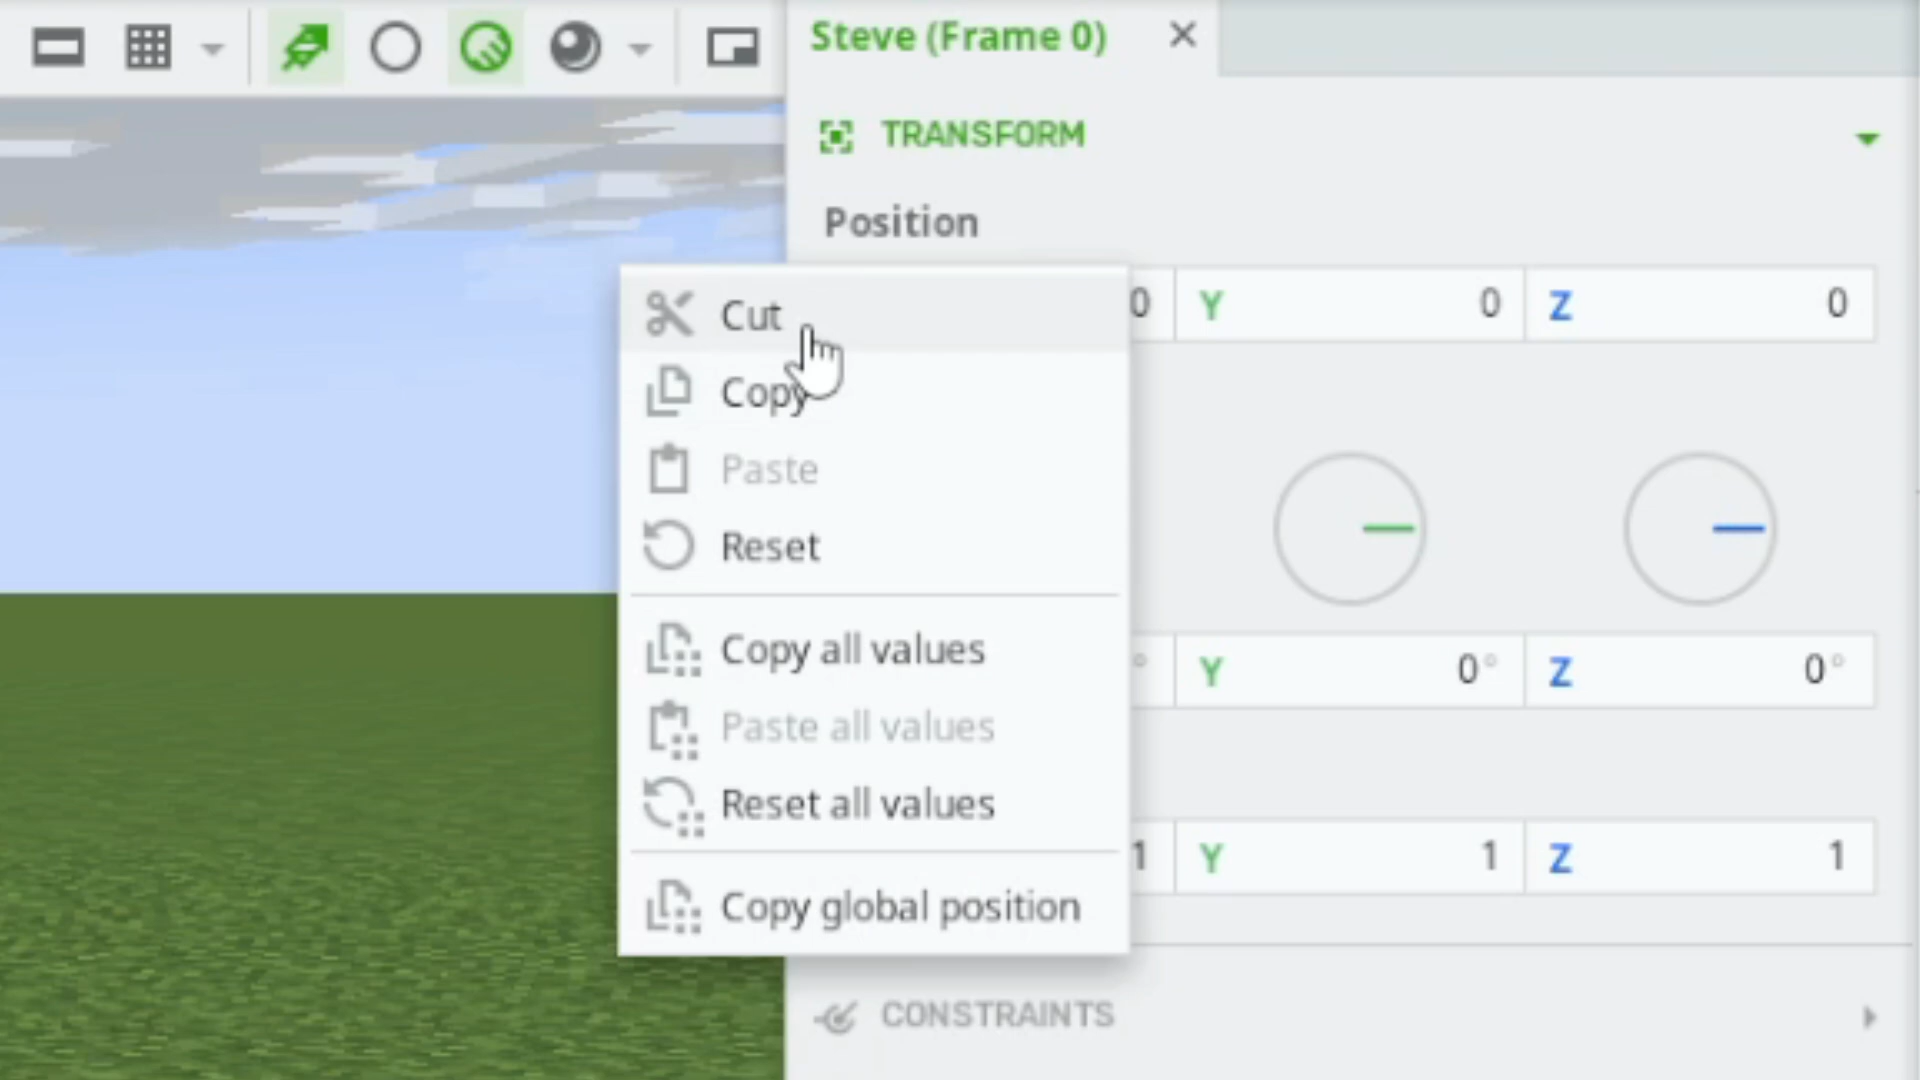 Steve (Frame 0)
TRANSFORM
Position
0 Y 0 Z 0
Cut
Copy
Paste
Reset
Copy all values
° Y 0° Z 0°
Paste all values
Reset all values
1 Y 1 Z 1
Copy global position
CONSTRAINTS